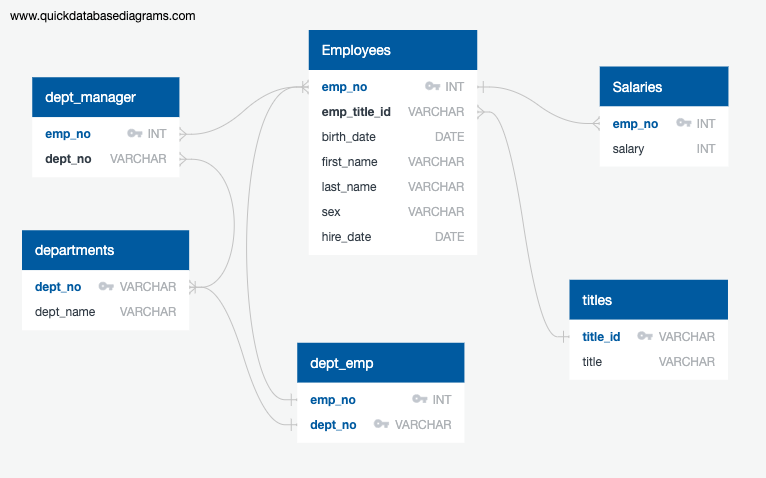 www.quickdatabasediagrams.com
Employees
emp_no INT
emp_title_id VARCHAR
birth_date DATE
first_name VARCHAR
last_name VARCHAR
sex VARCHAR
hire_date DATE
dept_manager
emp_no INT
dept_no VARCHAR
Salaries
emp_no INT
salary INT
departments
dept_no VARCHAR
dept_name VARCHAR
titles
title_id VARCHAR
title VARCHAR
dept_emp
emp_no INT
dept_no VARCHAR